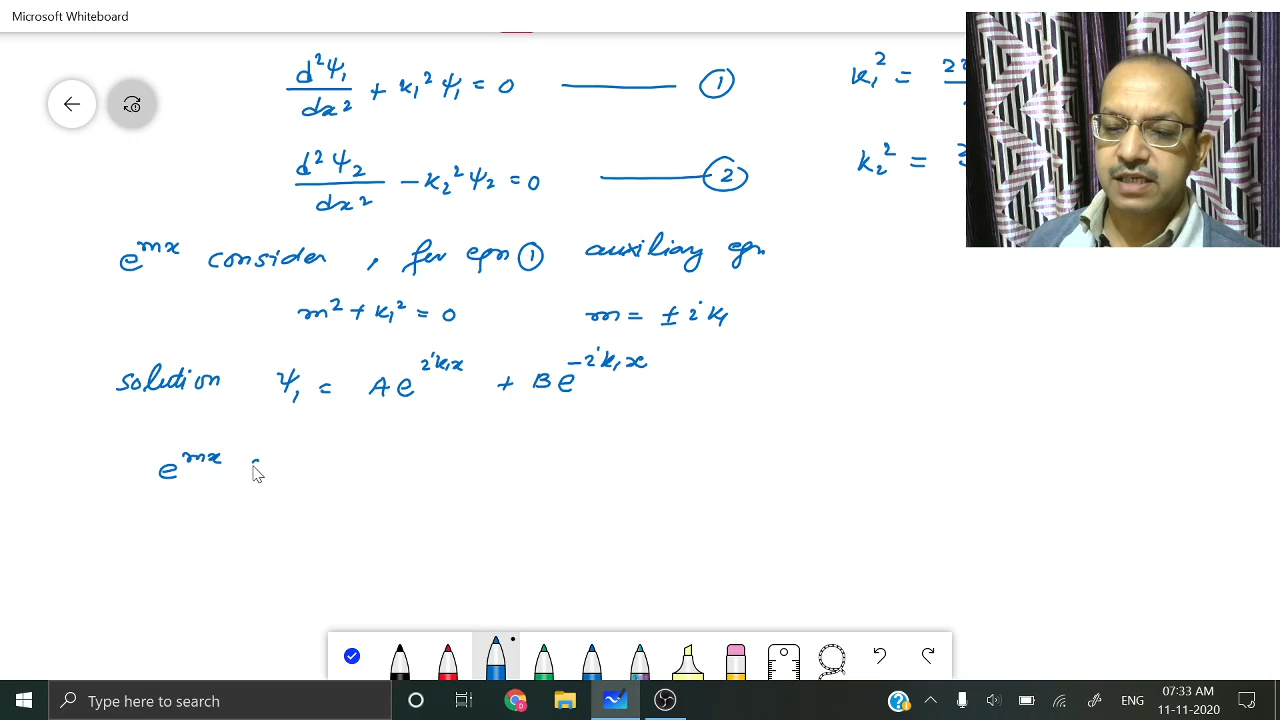 Microsoft Whiteboard
d²ψ₁/dx² + k₁²ψ₁ = 0 ——— ①
k₁² =
d²ψ₂/dx² − k₂²ψ₂ = 0 ——— ②
k₂² =
e^mx consider , for eqn ① auxiliary eqn
m² + k₁² = 0 m = ± i k₁
solution ψ₁ = A e^ik₁x + B e^−ik₁x
e^mx
Type here to search
ENG
07:33 AM
11-11-2020